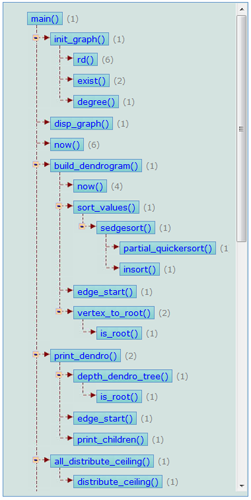 main() (1)
init_graph() (1)
rd() (6)
exist() (2)
degree() (1)
disp_graph() (1)
now() (6)
build_dendrogram() (1)
now() (4)
sort_values() (1)
sedgesort() (1)
partial_quickersort() (1
insort() (1)
edge_start() (1)
vertex_to_root() (2)
is_root() (1)
print_dendro() (2)
depth_dendro_tree() (1)
is_root() (1)
edge_start() (1)
print_children() (1)
all_distribute_ceiling() (1)
distribute_ceiling() (1)